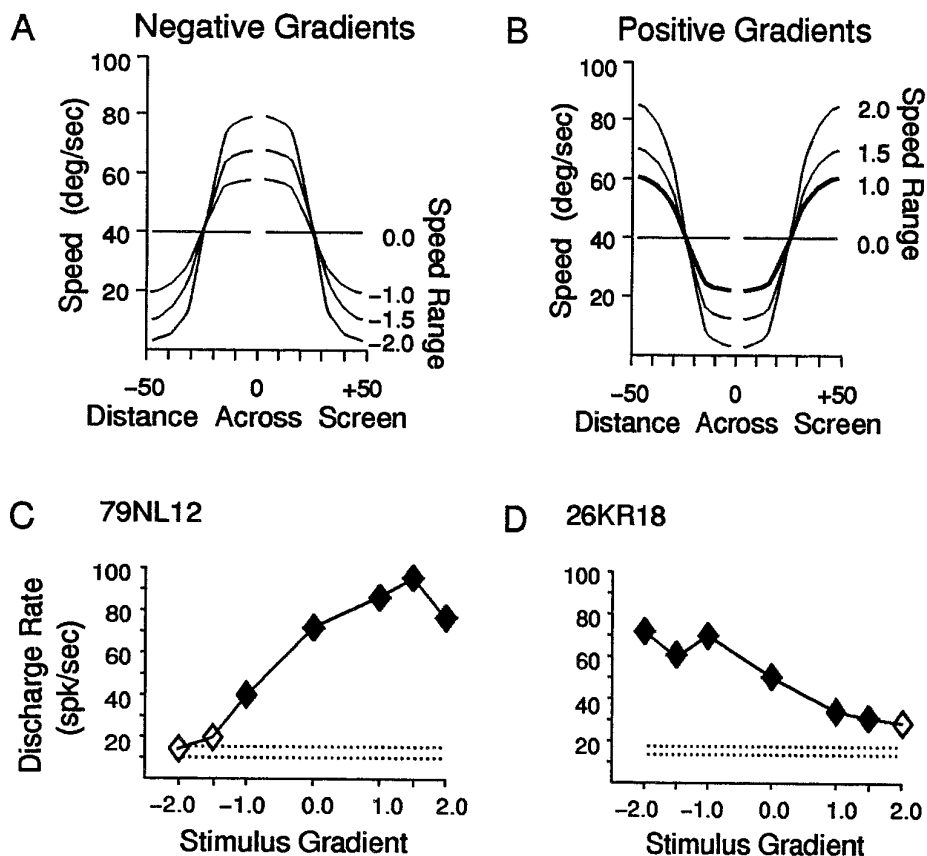 A Negative Gradients
100
80
60
40
20
Speed (deg/sec)
0.0
−1.0
−1.5
−2.0
Speed Range
−50 0 +50
Distance Across Screen
B Positive Gradients
100
80
60
40
20
Speed (deg/sec)
2.0
1.5
1.0
0.0
Speed Range
−50 0 +50
Distance Across Screen
C 79NL12
100
80
60
40
20
Discharge Rate
(spk/sec)
−2.0 −1.0 0.0 1.0 2.0
Stimulus Gradient
D 26KR18
100
80
60
40
20
−2.0 −1.0 0.0 1.0 2.0
Stimulus Gradient